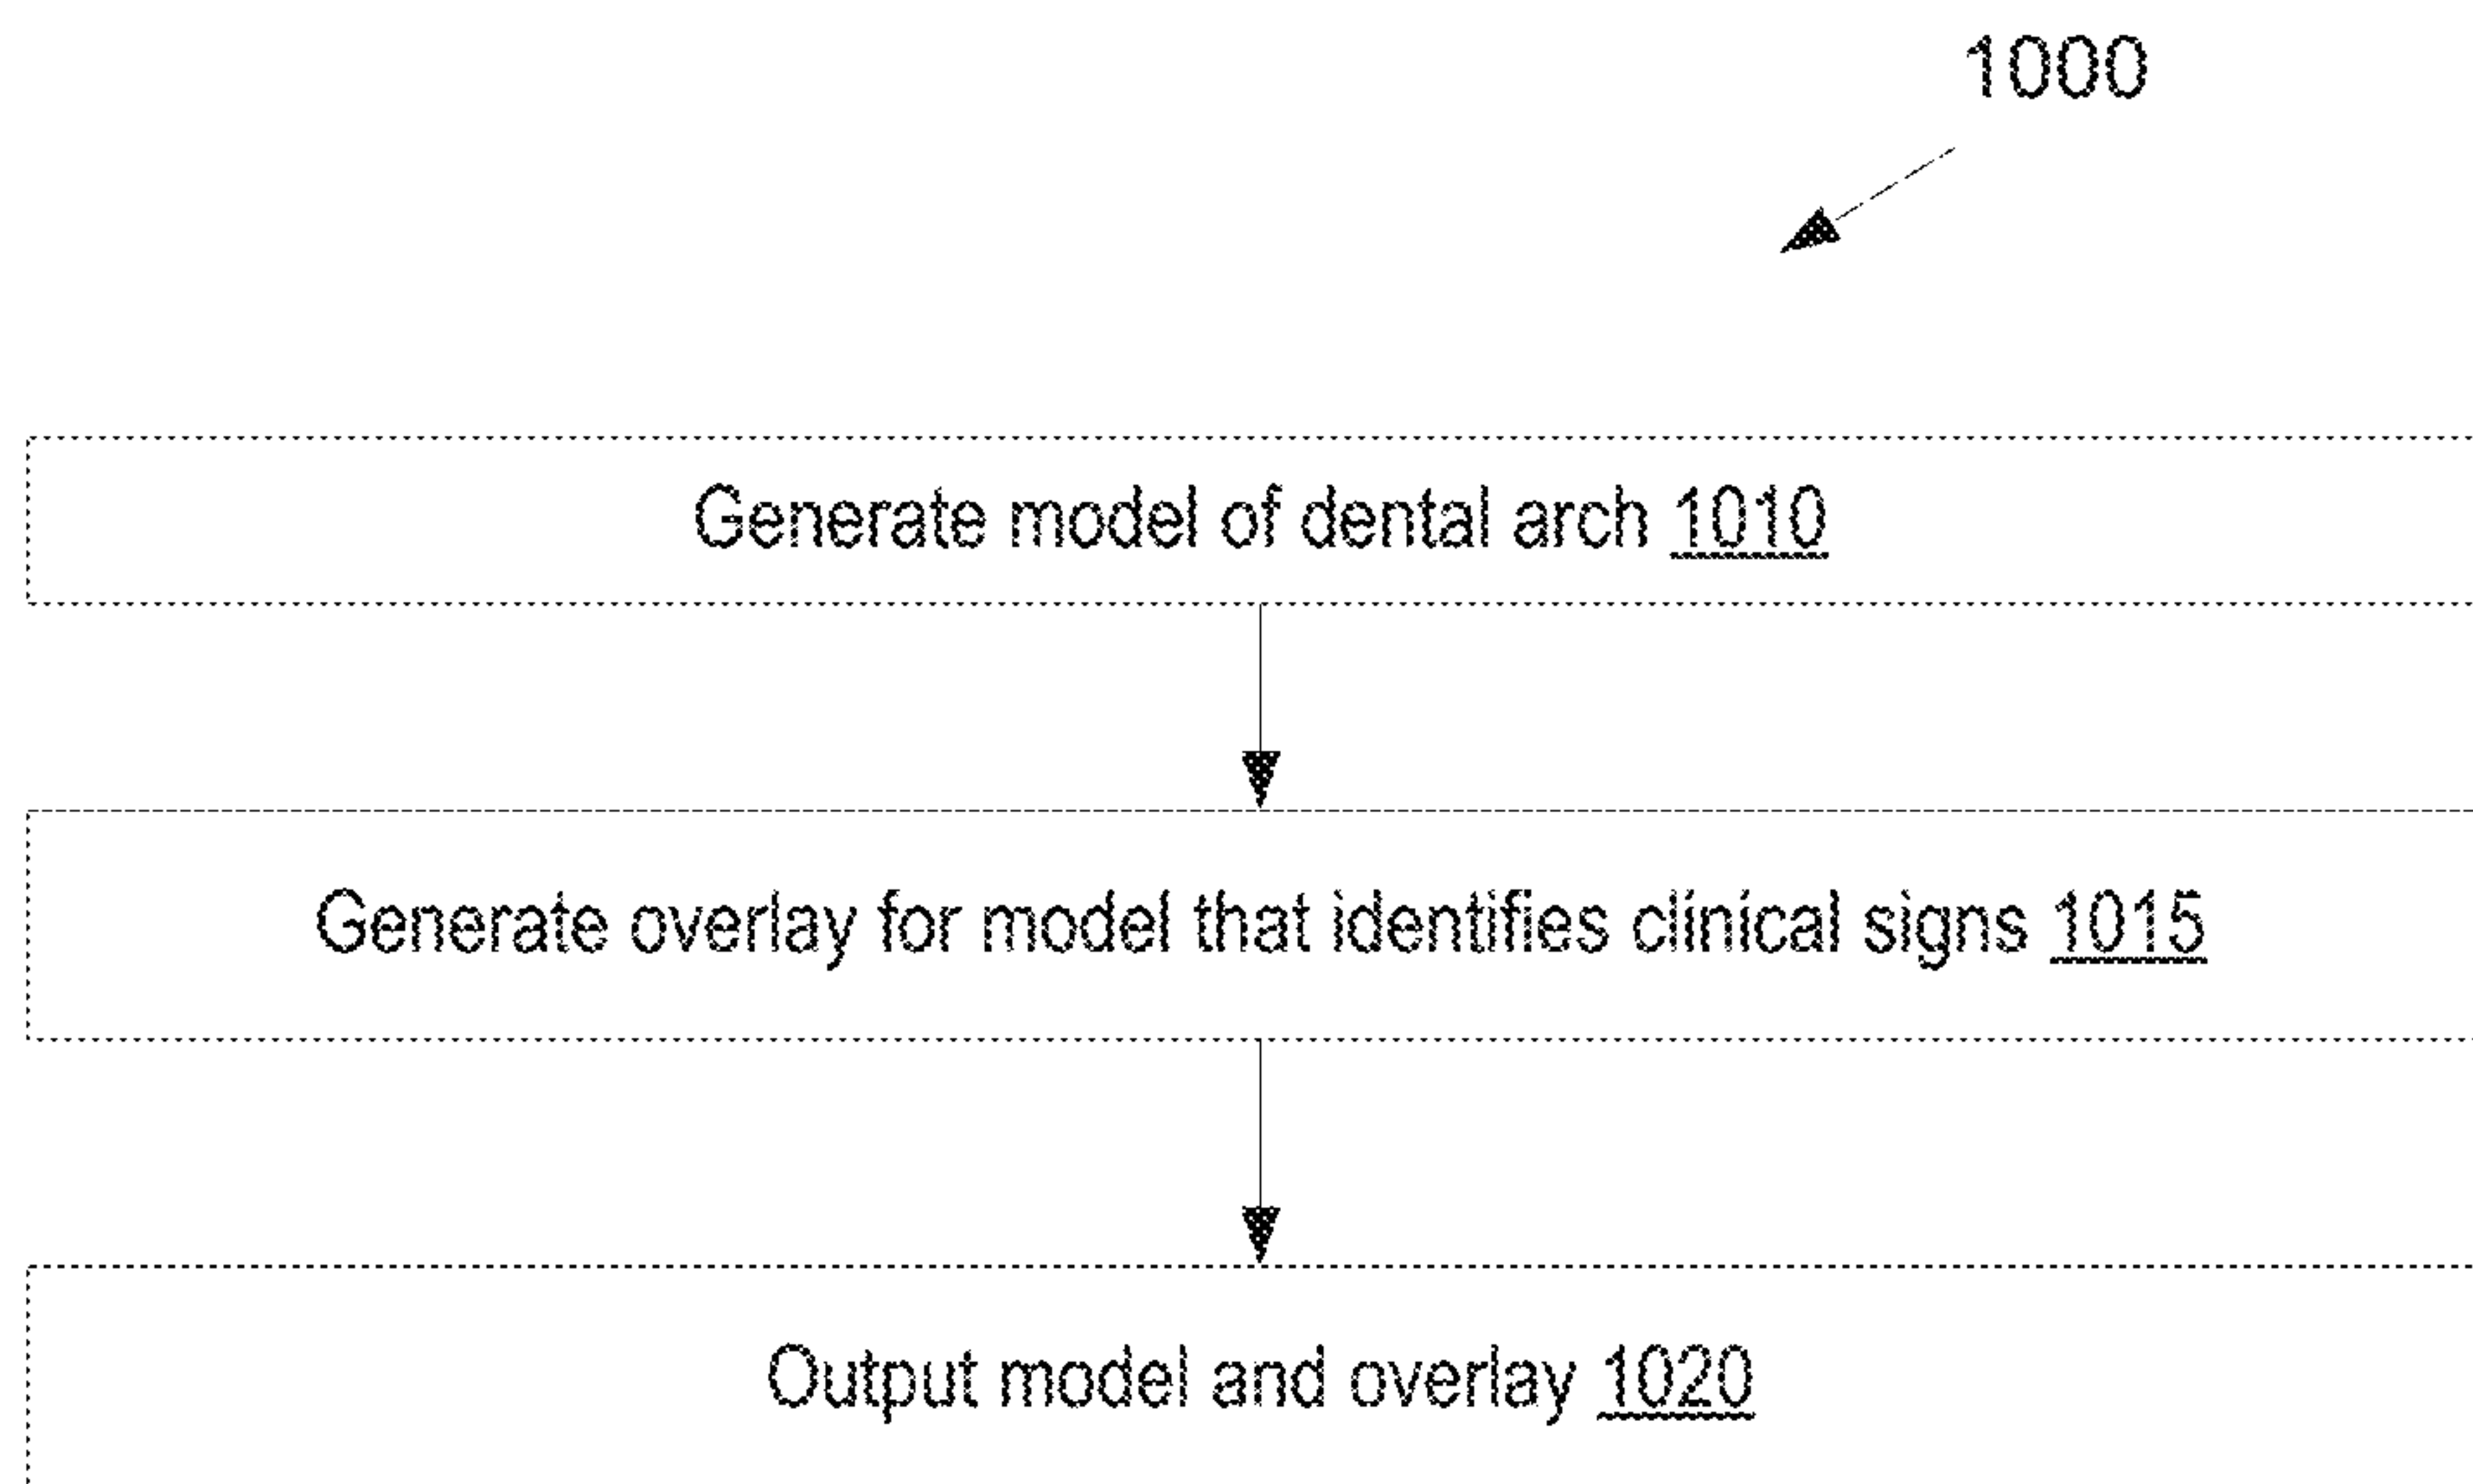 1000
Generate model of dental arch 1010
Generate overlay for model that identifies clinical signs 1015
Output model and overlay 1020